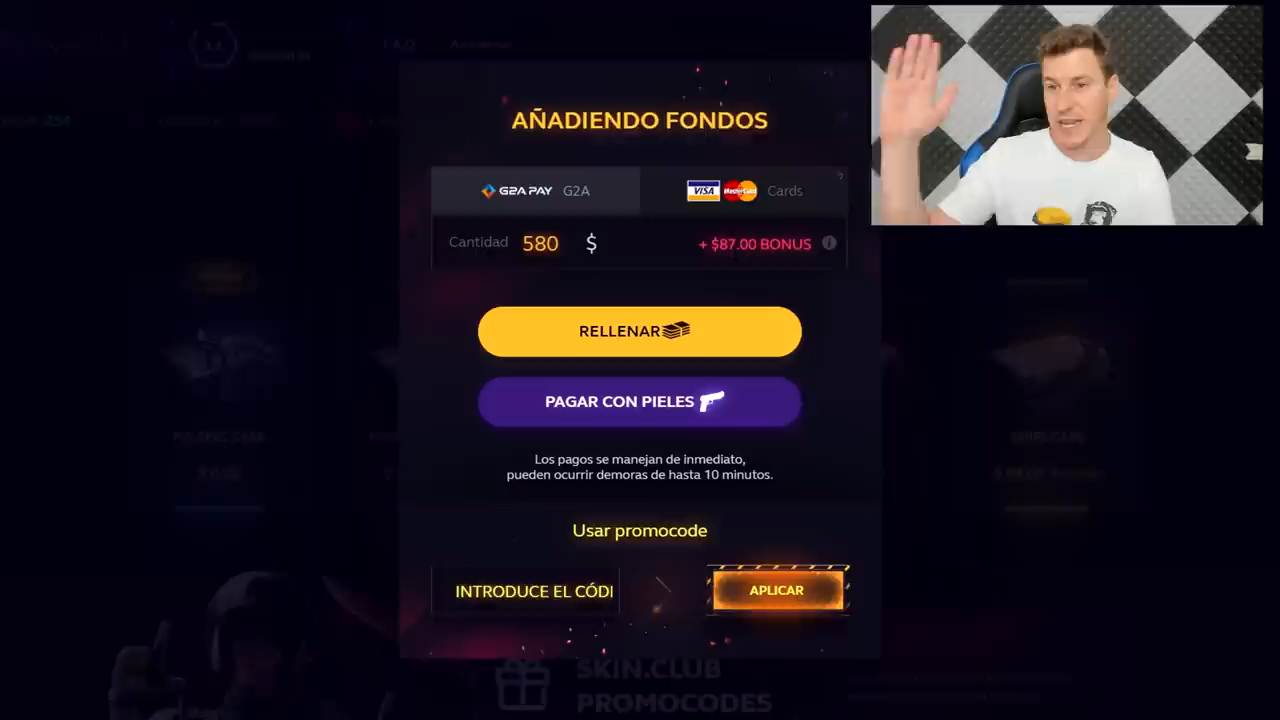 AÑADIENDO FONDOS
G2A PAY G2A
VISA MasterCard Cards
Cantidad 580 $ + $87.00 BONUS
RELLENAR
PAGAR CON PIELES
Los pagos se manejan de inmediato,
pueden ocurrir demoras de hasta 10 minutos.
Usar promocode
INTRODUCE EL CÓDI
APLICAR
SKIN.CLUB
PROMOCODES